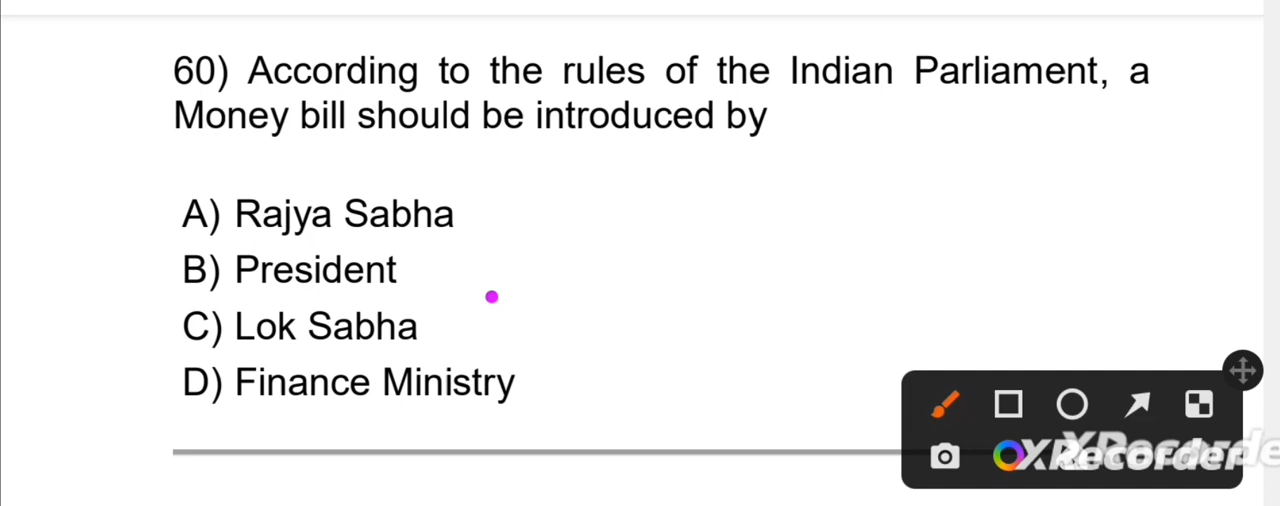 60) According to the rules of the Indian Parliament, a
Money bill should be introduced by
A) Rajya Sabha
B) President
C) Lok Sabha
D) Finance Ministry
XRecorder